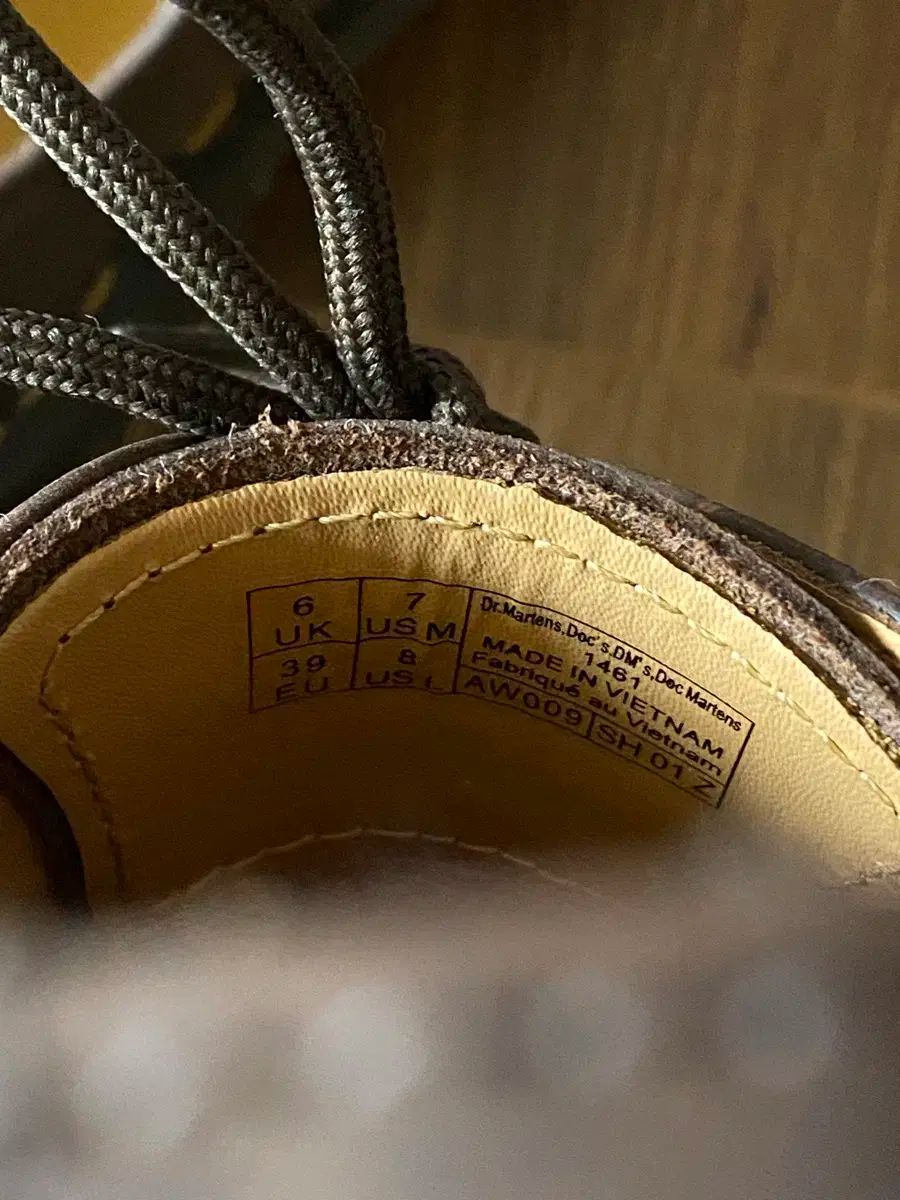 6
UK
7
US M
39
EU
8
US L
Dr.Martens,Doc's,DM's,Doc Martens
1461
MADE IN VIETNAM
Fabriqué au Vietnam
AW009
SH 01 Z